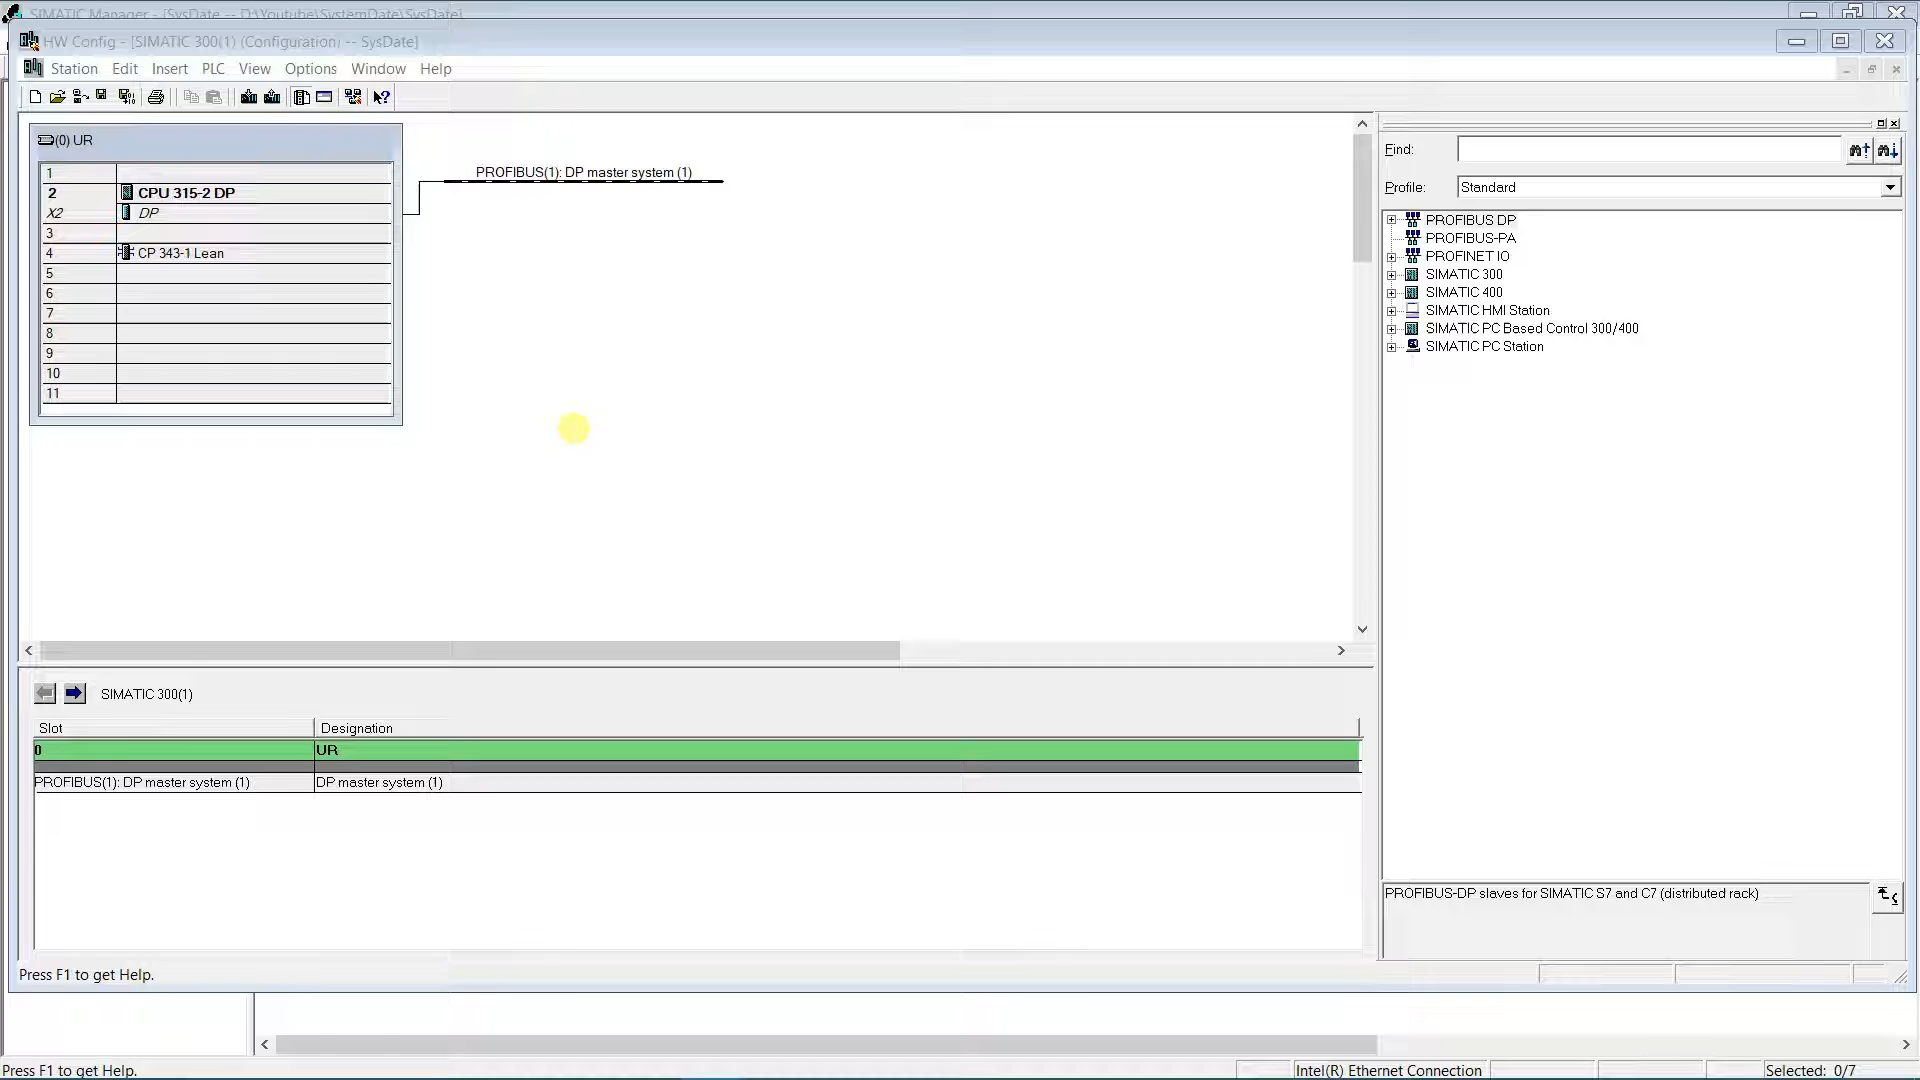 SIMATIC Manager - [SysDate -- D:\Youtube\SystemDate\SysDate]
HW Config - [SIMATIC 300(1) (Configuration) -- SysDate]
Station Edit Insert PLC View Options Window Help
(0) UR
1
2 CPU 315-2 DP
X2 DP
3
4 CP 343-1 Lean
5
6
7
8
9
10
11
PROFIBUS(1): DP master system (1)
Find:
Profile: Standard
PROFIBUS DP
PROFIBUS-PA
PROFINET IO
SIMATIC 300
SIMATIC 400
SIMATIC HMI Station
SIMATIC PC Based Control 300/400
SIMATIC PC Station
SIMATIC 300(1)
Slot Designation
0 UR
PROFIBUS(1): DP master system (1) DP master system (1)
PROFIBUS-DP slaves for SIMATIC S7 and C7 (distributed rack)
Press F1 to get Help.
Press F1 to get Help.
Intel(R) Ethernet Connection
Selected: 0/7